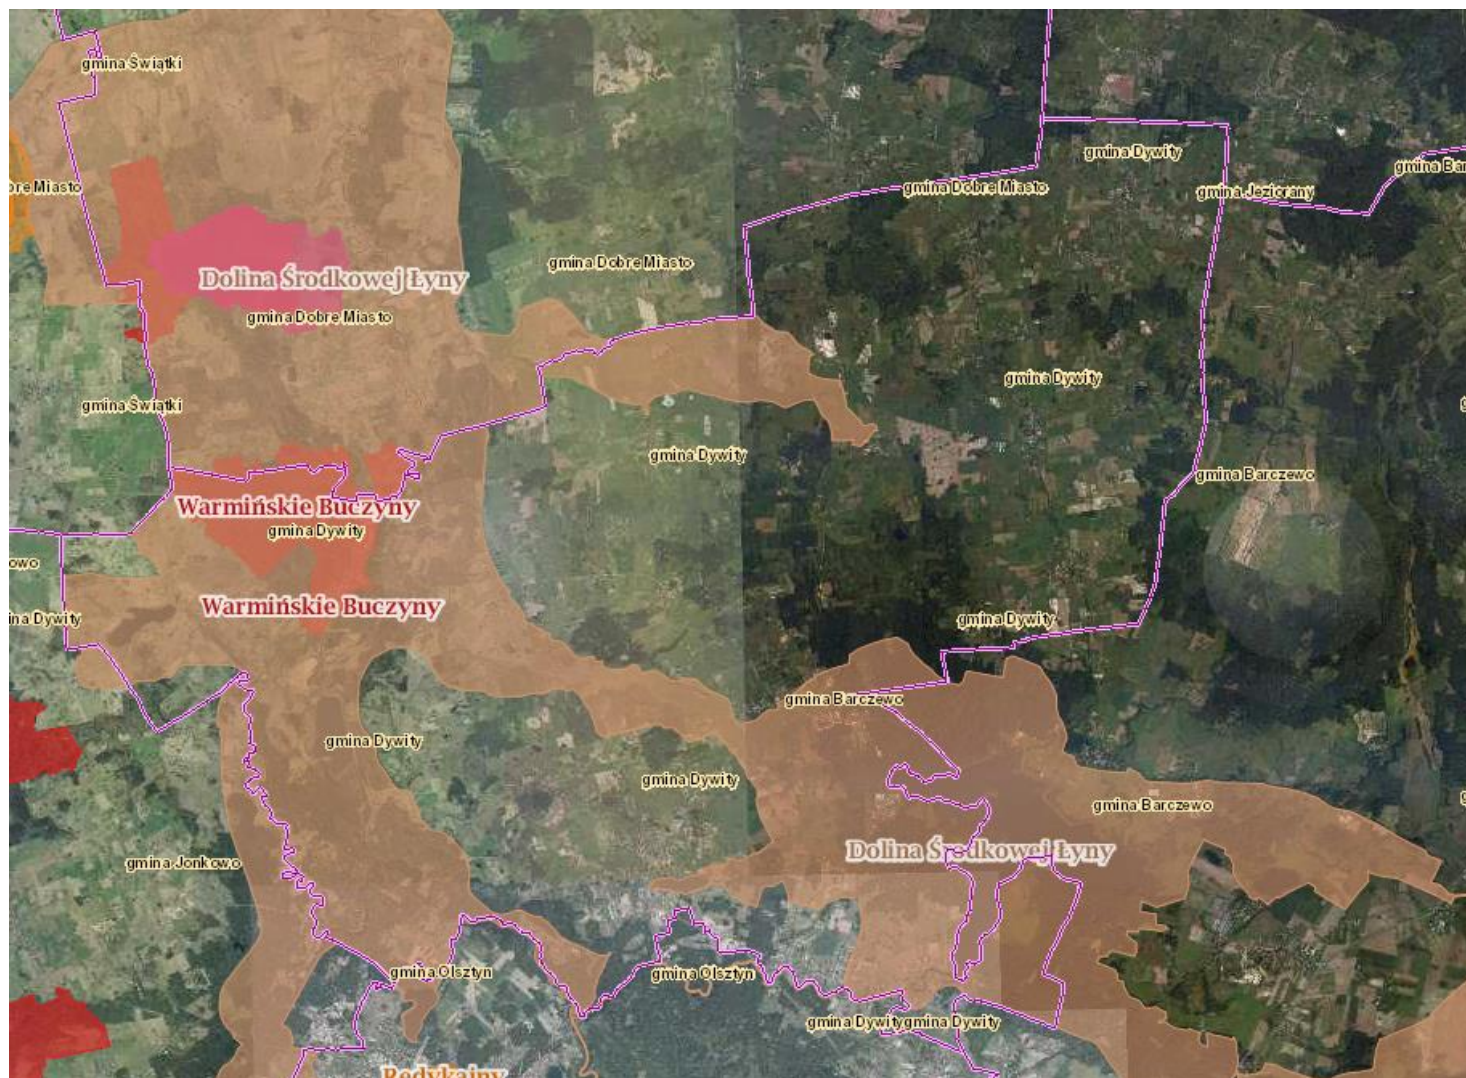 gmina Świątki
gmina Dywity
gmina Bar
bre Miasto
gmina Dobre Miasto
gmina Jeziorany
gmina Dobre Miasto
Dolina Środkowej Łyny
gmina Dobre Miasto
gmina Dywity
gmina Świątki
gmina Dywity
gmina Barczewo
Warmińskie Buczyny
gmina Dywity
owo
Warmińskie Buczyny
ina Dywity
gmina Dywity
gmina Barczewo
gmina Dywity
gmina Dywity
gmina Barczewo
Dolina Środkowej Łyny
gmina Jonkowo
gmina Olsztyn
gmina Olsztyn
gmina Dywity gmina Dywity
Redykajny